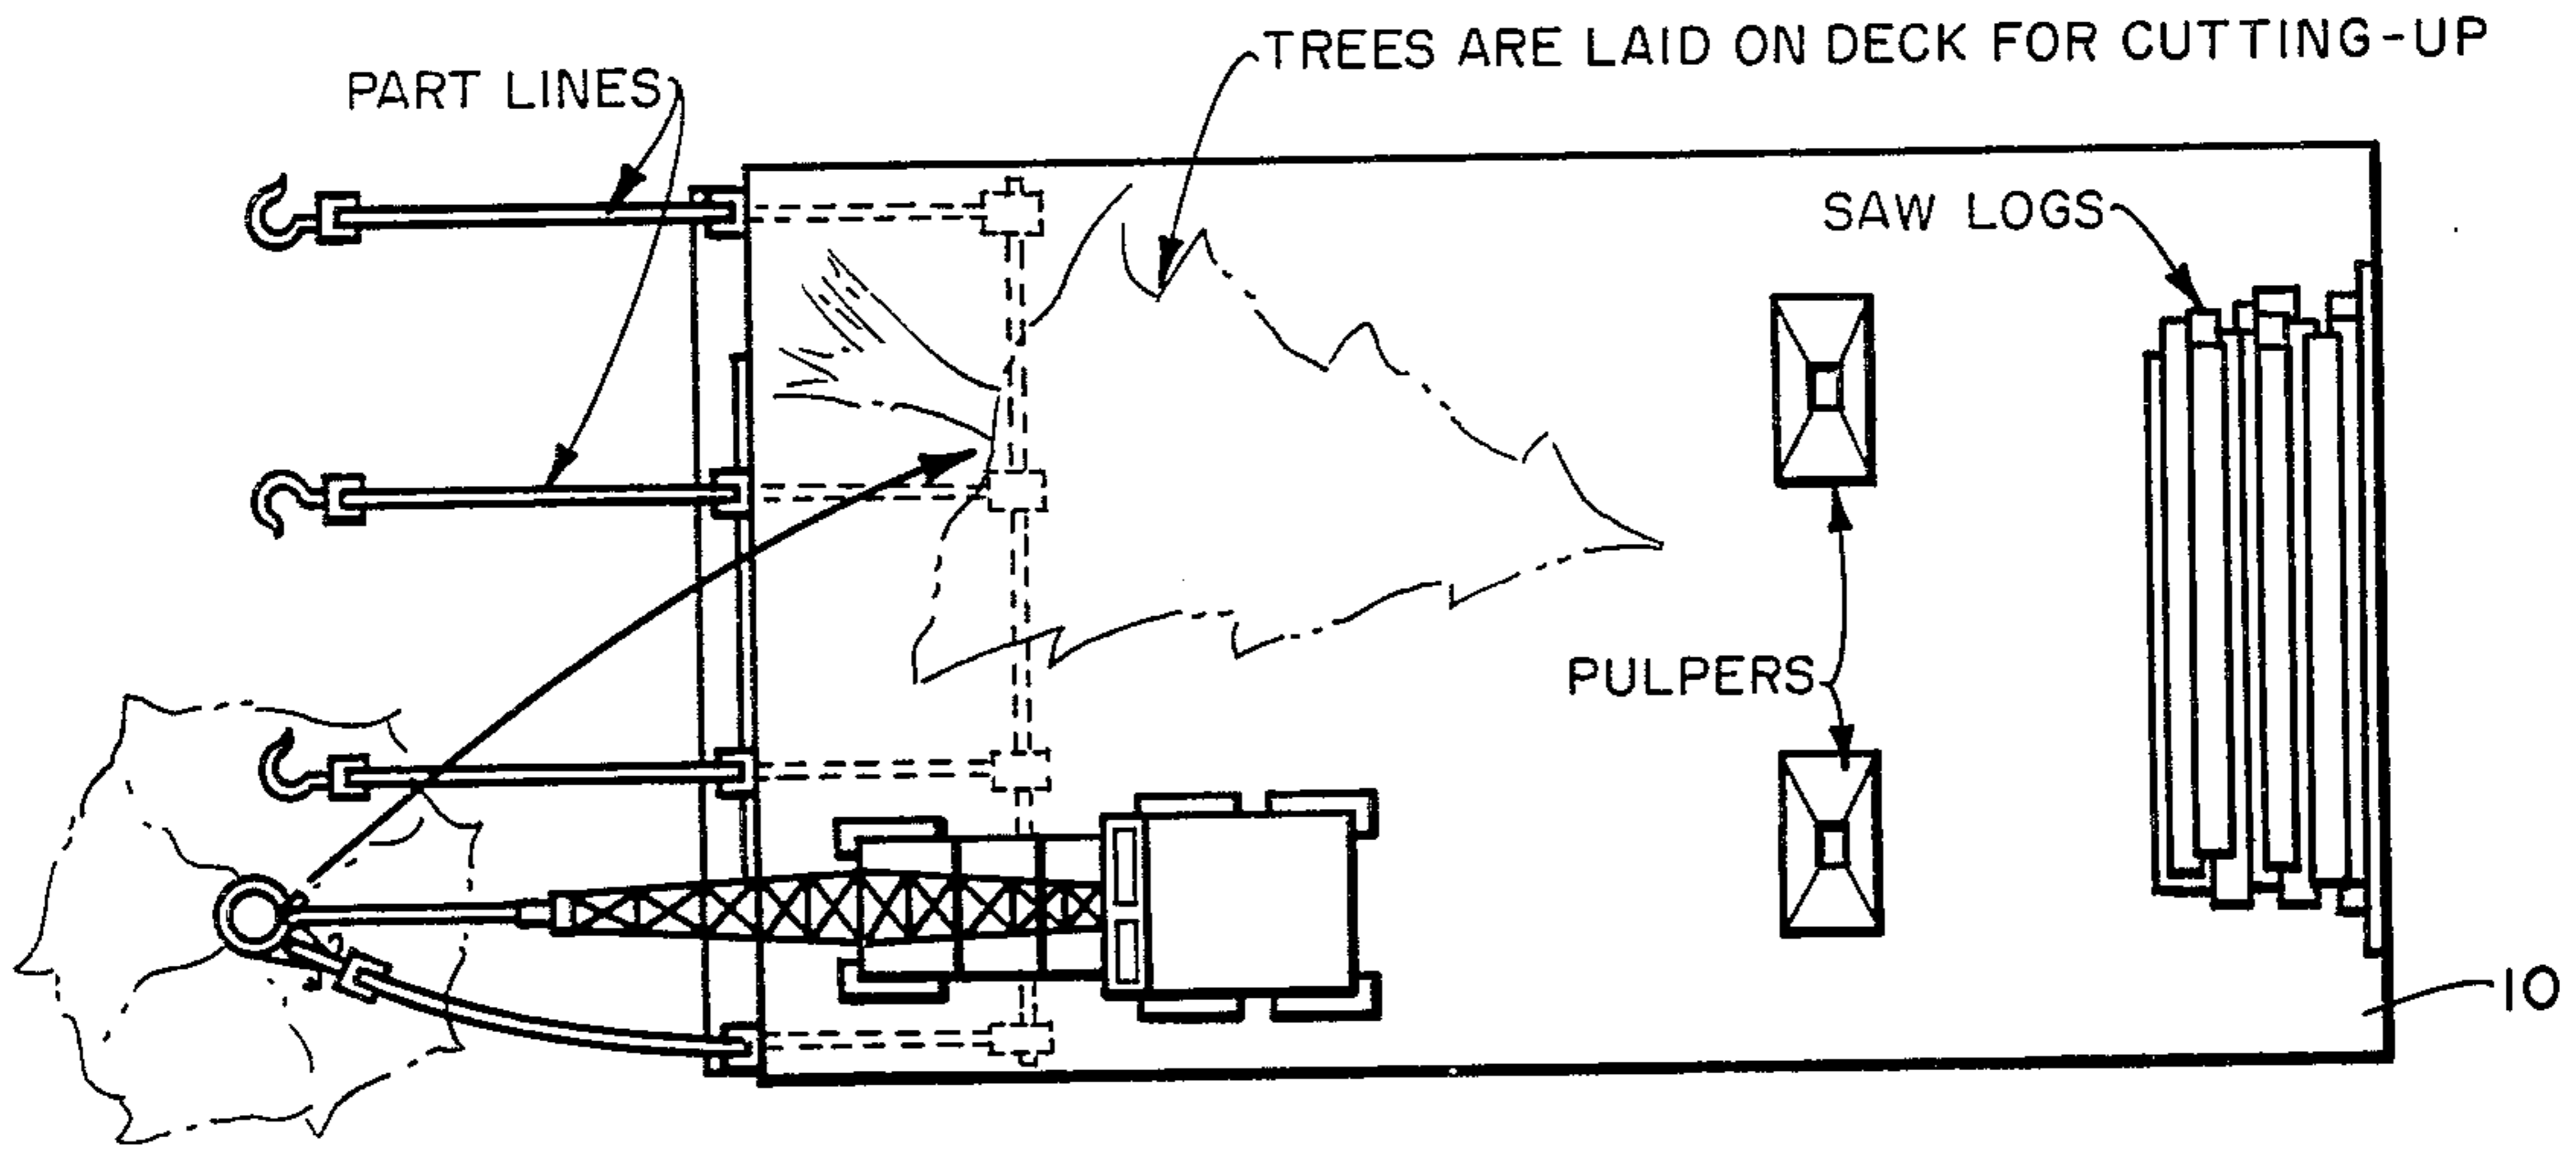 TREES ARE LAID ON DECK FOR CUTTING-UP
PART LINES
SAW LOGS
PULPERS
10